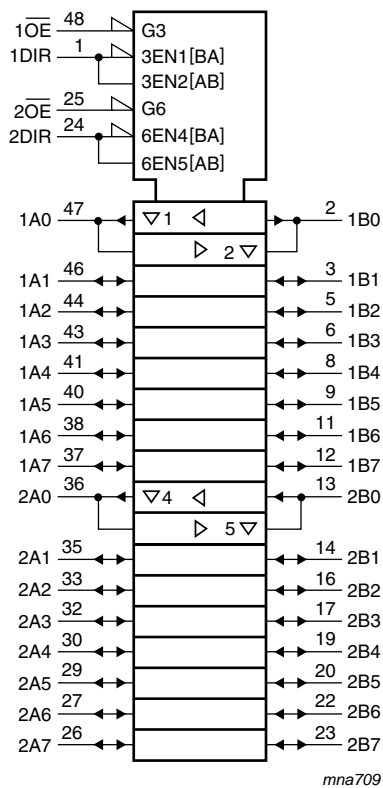 1O̅E̅ 48 G3
1DIR 1 3EN1[BA]
3EN2[AB]
2O̅E̅ 25 G6
2DIR 24 6EN4[BA]
6EN5[AB]
1A0 47 ▽1 ◁ 2 1B0
▷ 2▽
1A1 46 3 1B1
1A2 44 5 1B2
1A3 43 6 1B3
1A4 41 8 1B4
1A5 40 9 1B5
1A6 38 11 1B6
1A7 37 12 1B7
2A0 36 ▽4 ◁ 13 2B0
▷ 5▽
2A1 35 14 2B1
2A2 33 16 2B2
2A3 32 17 2B3
2A4 30 19 2B4
2A5 29 20 2B5
2A6 27 22 2B6
2A7 26 23 2B7
mna709